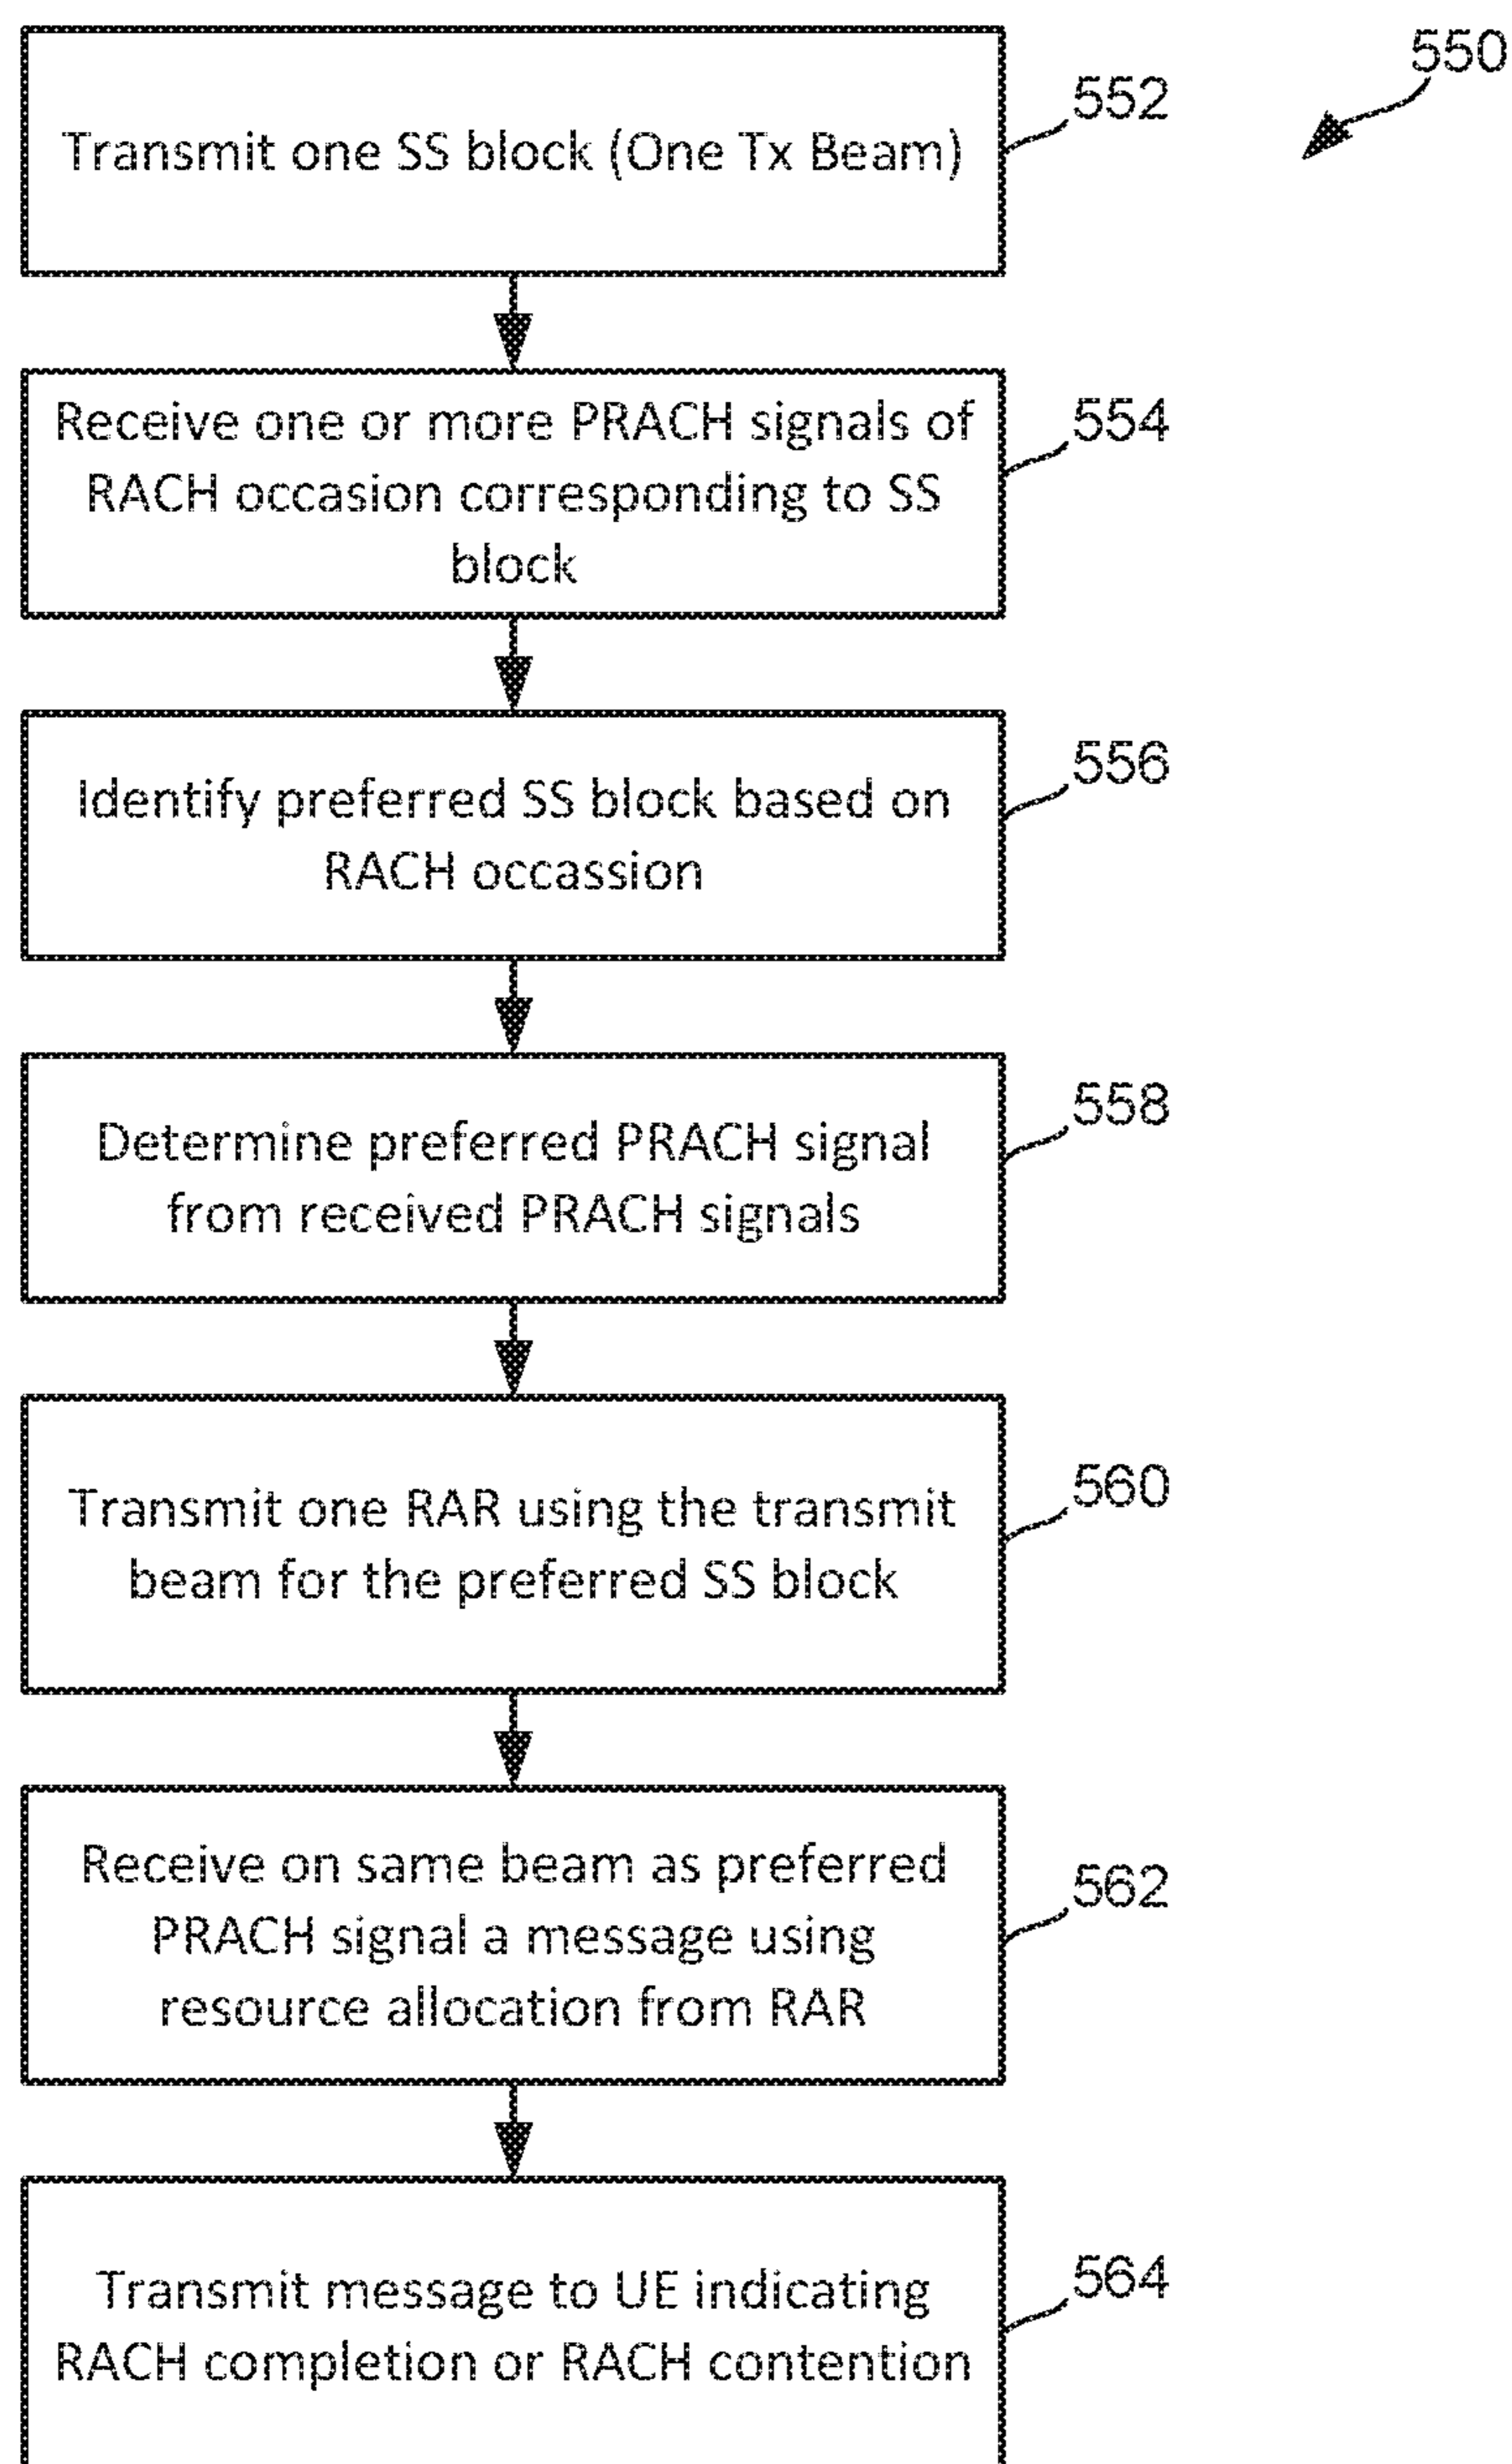 550
Transmit one SS block (One Tx Beam)
552
Receive one or more PRACH signals of
RACH occasion corresponding to SS
block
554
Identify preferred SS block based on
RACH occassion
556
Determine preferred PRACH signal
from received PRACH signals
558
Transmit one RAR using the transmit
beam for the preferred SS block
560
Receive on same beam as preferred
PRACH signal a message using
resource allocation from RAR
562
Transmit message to UE indicating
RACH completion or RACH contention
564